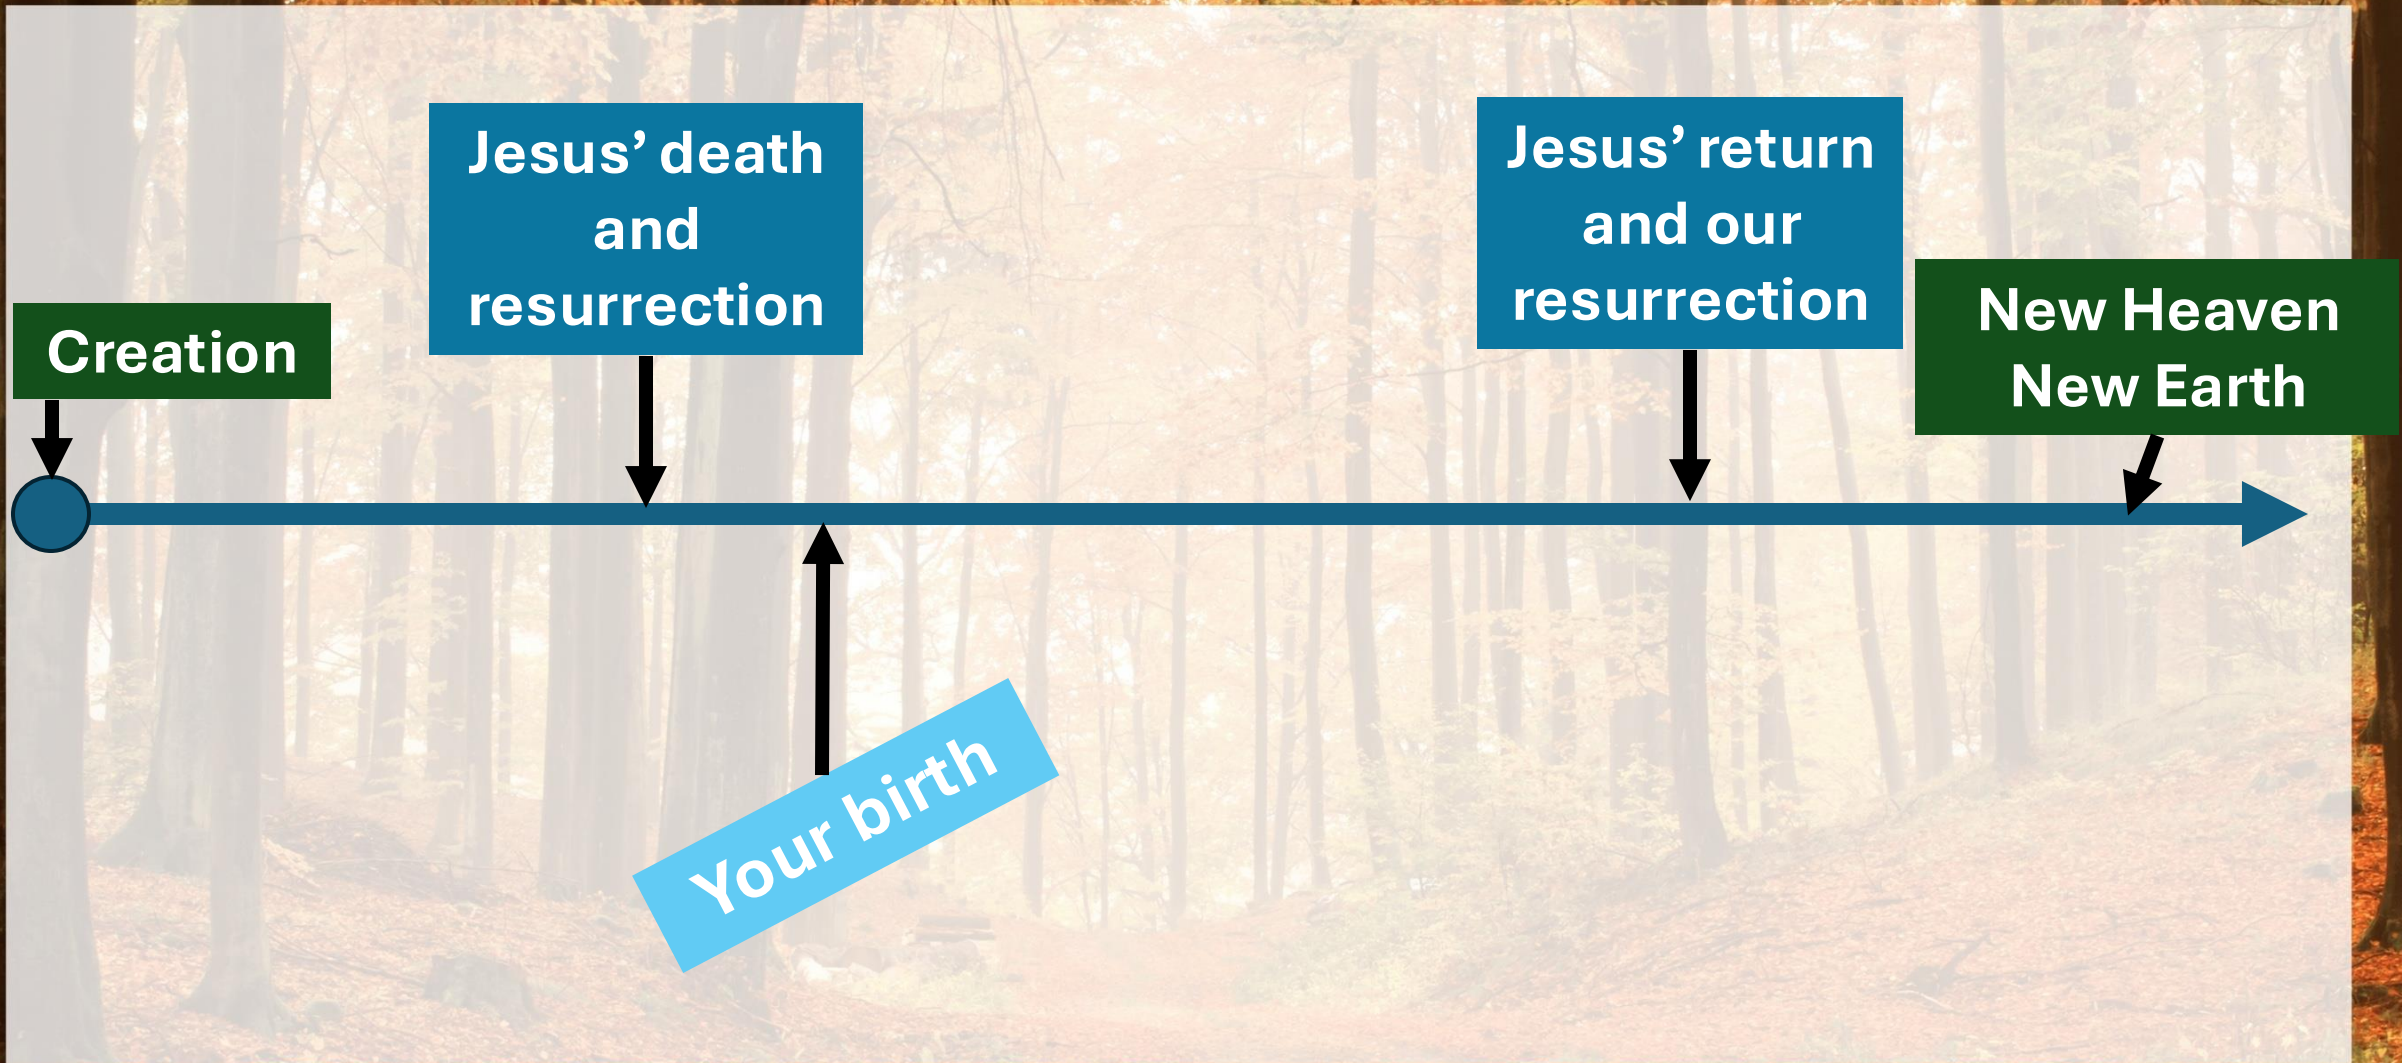 Creation
Jesus’ death
and
resurrection
Your birth
Jesus’ return
and our
resurrection
New Heaven
New Earth